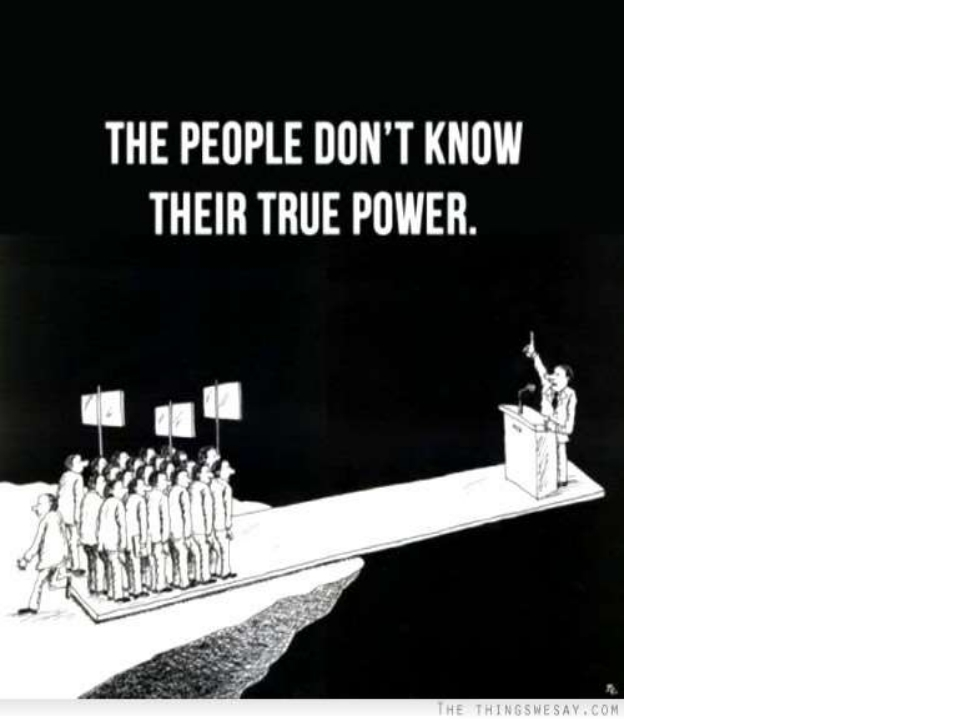 THE PEOPLE DON'T KNOW
THEIR TRUE POWER.
THE THINGSWESAY.COM